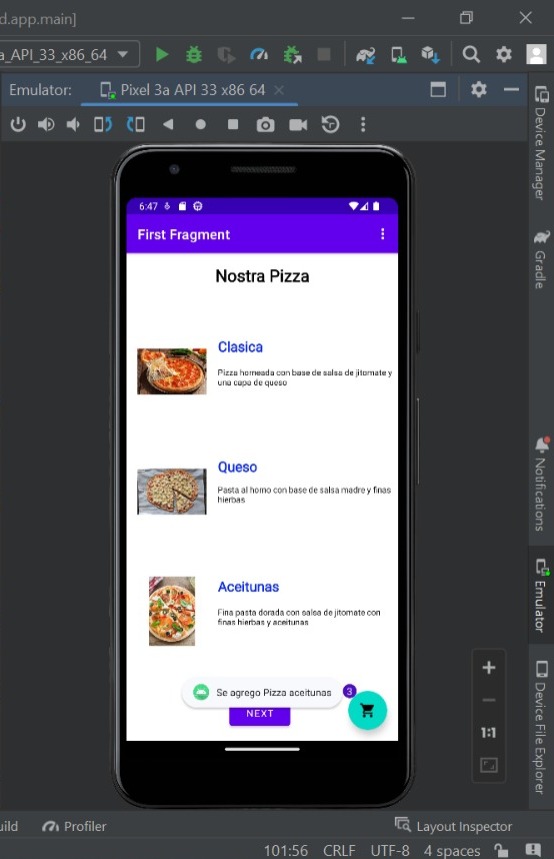 d.app.main]
a_API_33_x86_64
Emulator: Pixel 3a API 33 x86 64
Device Manager
Gradle
6:47
First Fragment
Nostra Pizza
Clasica
Pizza horneada con base de salsa de jitomate y
una capa de queso
Queso
Pasta al horno con base de salsa madre y finas
hierbas
Notifications
Aceitunas
Fina pasta dorada con salsa de jitomate con
finas hierbas y aceitunas
Emulator
Se agrego Pizza aceitunas
3
NEXT
1:1
Device File Explorer
uild Profiler Layout Inspector
101:56 CRLF UTF-8 4 spaces